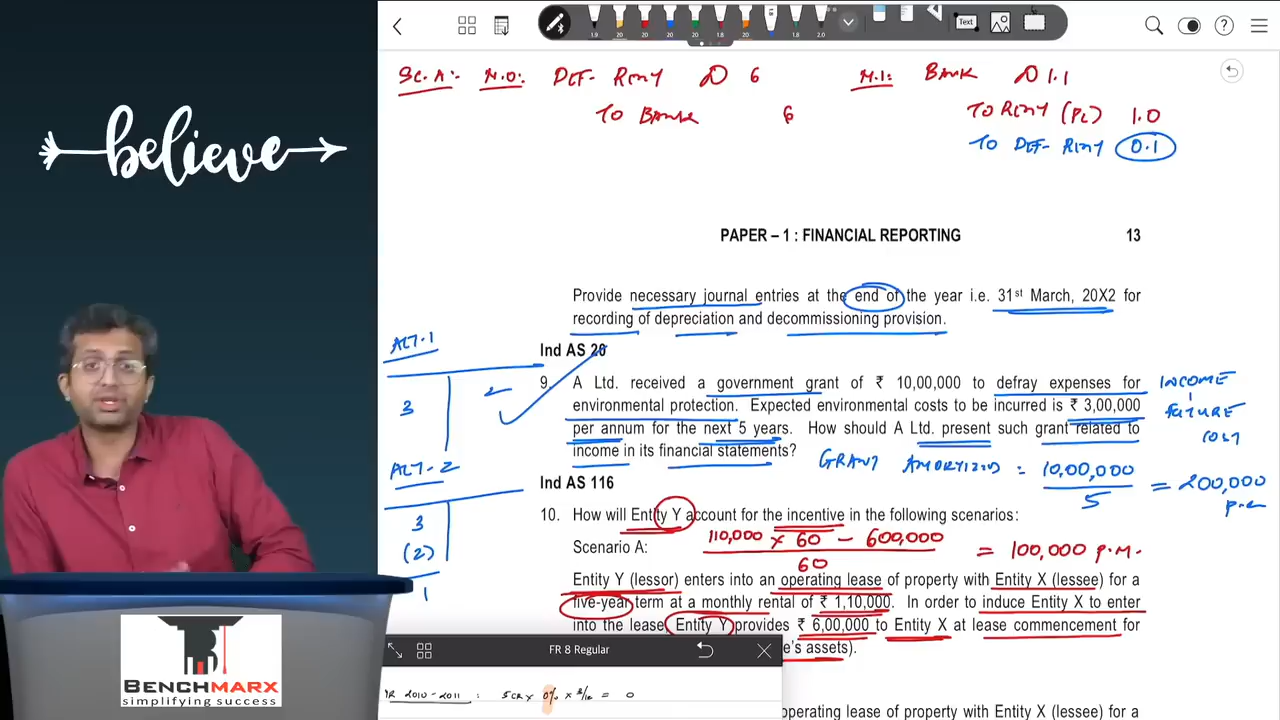 Text
SC. A:- M.0: DEF- RENT D 6
TO BANK 6
M.1: BANK D 1.1
TO RENT (PL) 1.0
TO DEF- RENT 0.1
believe
PAPER – 1 : FINANCIAL REPORTING 13
Provide necessary journal entries at the end of the year i.e. 31st March, 20X2 for
recording of depreciation and decommissioning provision.
Ind AS 20
9. A Ltd. received a government grant of ₹ 10,00,000 to defray expenses for
environmental protection. Expected environmental costs to be incurred is ₹ 3,00,000
per annum for the next 5 years. How should A Ltd. present such grant related to
income in its financial statements?
INCOME
FUTURE
COST
GRANT AMORTIZED = 10,00,000 / 5 = 200,000
ALT-1
3
2
ALT-2
3
(2)
1
Ind AS 116
10. How will Entity Y account for the incentive in the following scenarios:
Scenario A:
110,000 x 60 - 600,000
60
= 100,000 P.M.
Entity Y (lessor) enters into an operating lease of property with Entity X (lessee) for a
five-year term at a monthly rental of ₹ 1,10,000. In order to induce Entity X to enter
into the lease, Entity Y provides ₹ 6,00,000 to Entity X at lease commencement for
e's assets).
FR 8 Regular
2010-2011 : 5CR x 0% x 3/12 = 0
operating lease of property with Entity X (lessee) for a
BENCHMARX
simplifying success